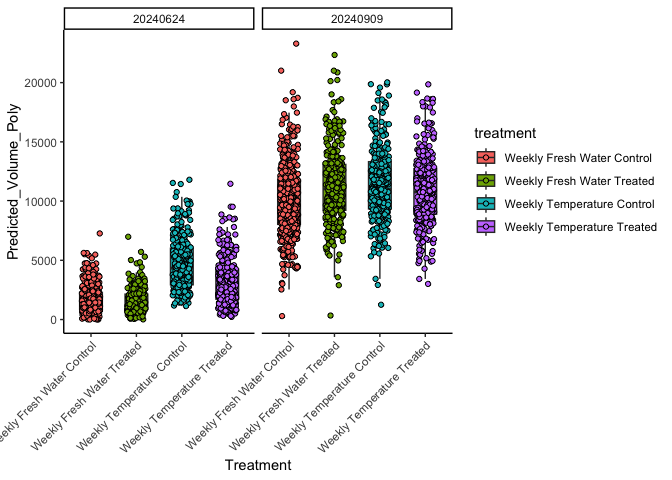 20240624
20240909
Predicted_Volume_Poly
20000
15000
10000
5000
0
eekly Fresh Water Control
Weekly Fresh Water Treated
Weekly Temperature Control
Weekly Temperature Treated
Weekly Fresh Water Control
Weekly Fresh Water Treated
Weekly Temperature Control
Weekly Temperature Treated
Treatment
treatment
Weekly Fresh Water Control
Weekly Fresh Water Treated
Weekly Temperature Control
Weekly Temperature Treated